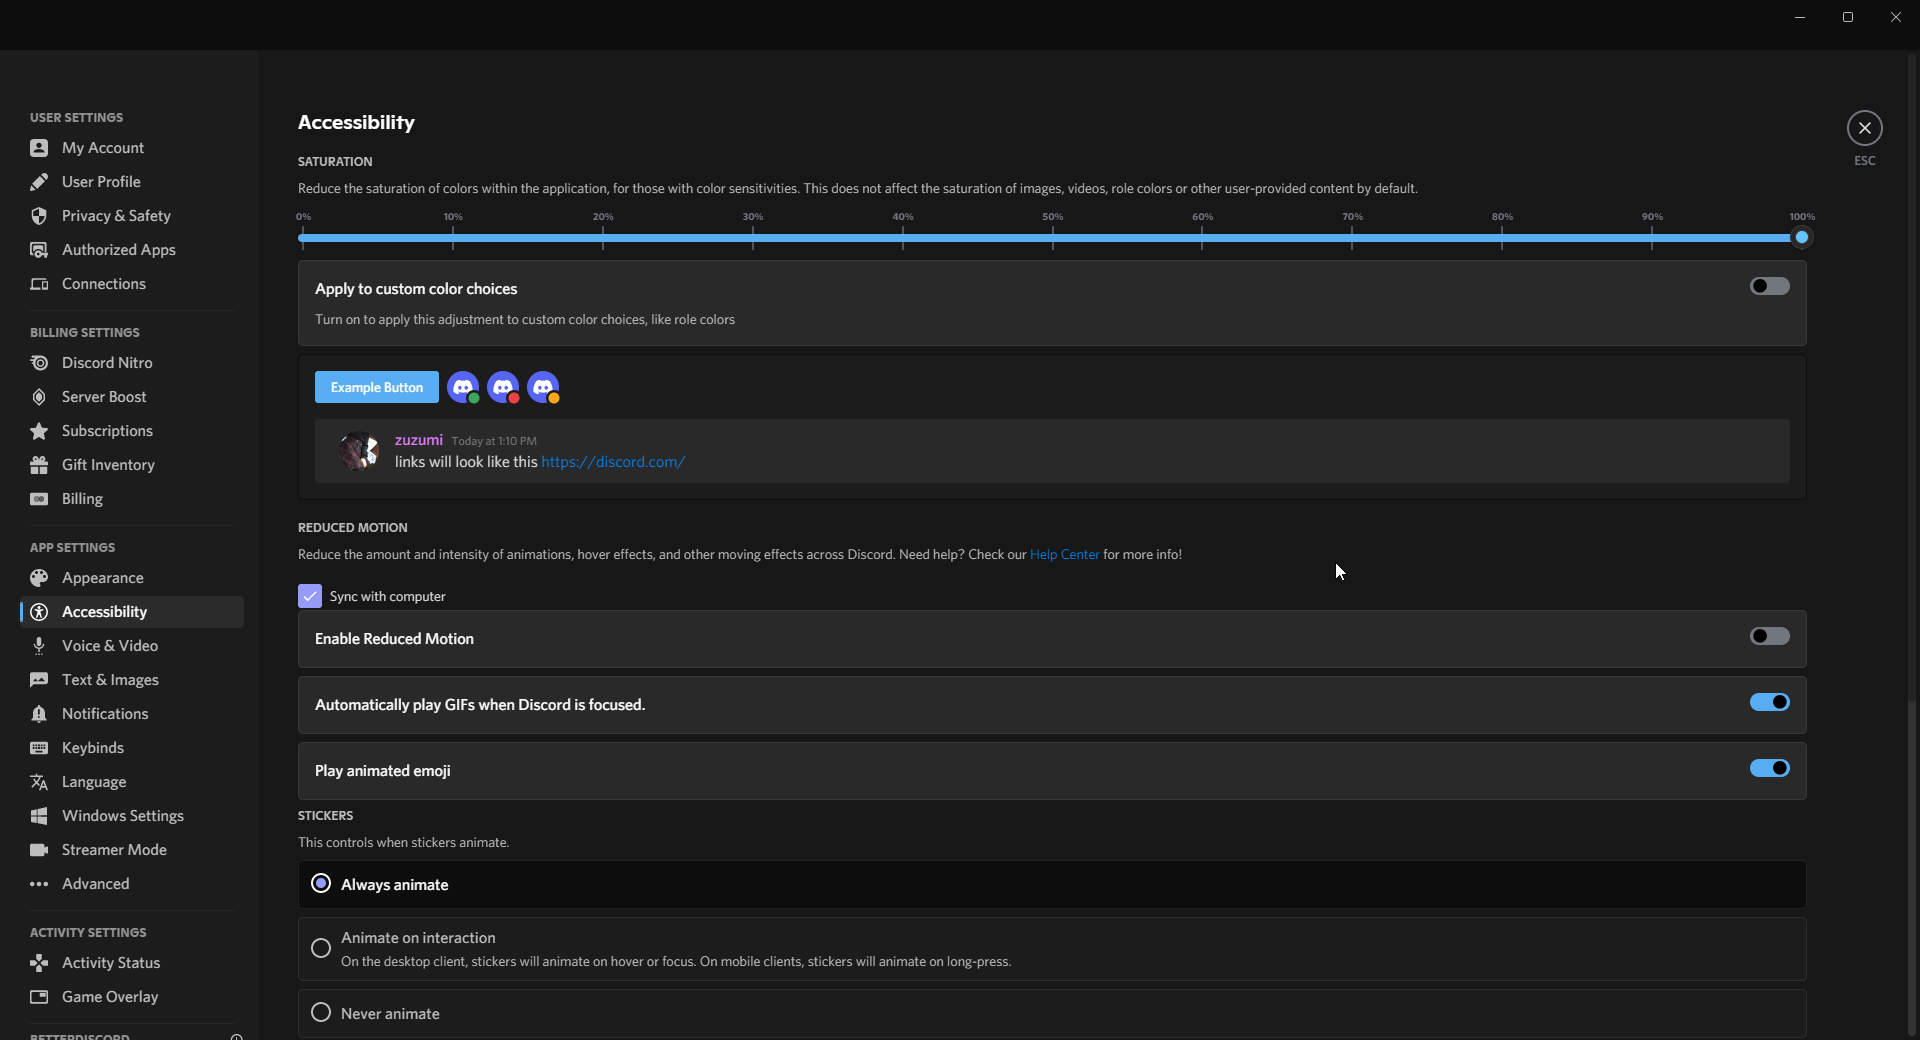 USER SETTINGS
My Account
User Profile
Privacy & Safety
Authorized Apps
Connections
BILLING SETTINGS
Discord Nitro
Server Boost
Subscriptions
Gift Inventory
Billing
APP SETTINGS
Appearance
Accessibility
Voice & Video
Text & Images
Notifications
Keybinds
Language
Windows Settings
Streamer Mode
Advanced
ACTIVITY SETTINGS
Activity Status
Game Overlay
BETTERDISCORD
Accessibility
ESC
SATURATION
Reduce the saturation of colors within the application, for those with color sensitivities. This does not affect the saturation of images, videos, role colors or other user-provided content by default.
0% 10% 20% 30% 40% 50% 60% 70% 80% 90% 100%
Apply to custom color choices
Turn on to apply this adjustment to custom color choices, like role colors
Example Button
zuzumi Today at 1:10 PM
links will look like this https://discord.com/
REDUCED MOTION
Reduce the amount and intensity of animations, hover effects, and other moving effects across Discord. Need help? Check our Help Center for more info!
Sync with computer
Enable Reduced Motion
Automatically play GIFs when Discord is focused.
Play animated emoji
STICKERS
This controls when stickers animate.
Always animate
Animate on interaction
On the desktop client, stickers will animate on hover or focus. On mobile clients, stickers will animate on long-press.
Never animate